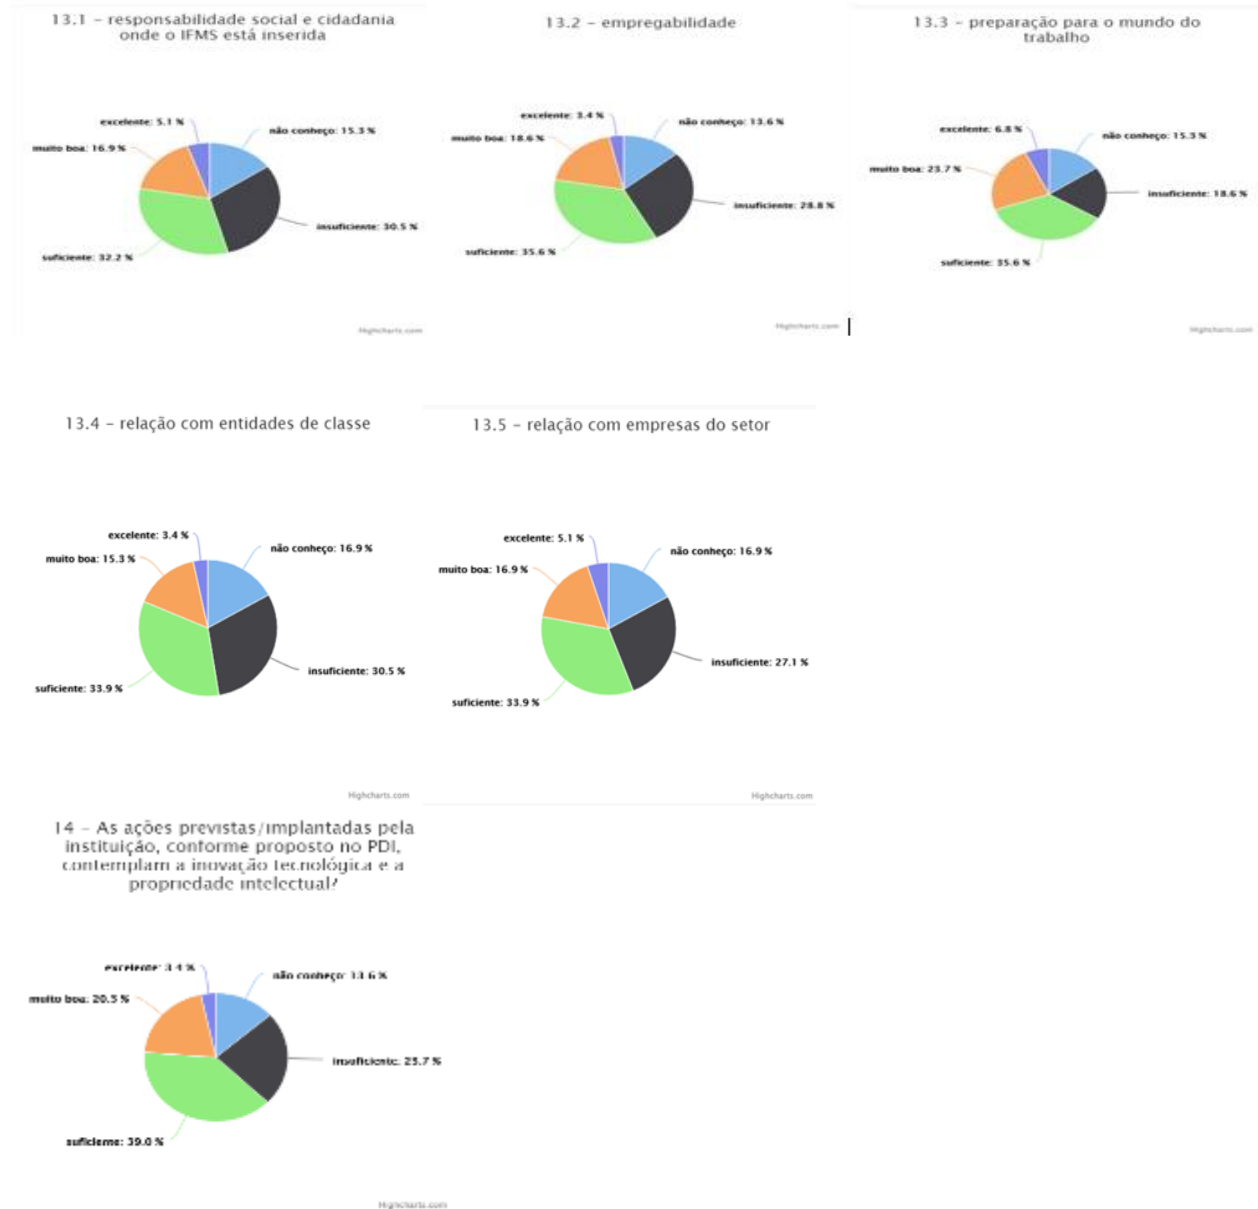 13.1 – responsabilidade social e cidadania
onde o IFMS está inserida
excelente: 5.1 %
não conheço: 15.3 %
muito boa: 16.9 %
insuficiente: 30.5 %
suficiente: 32.2 %
Highcharts.com
13.2 – empregabilidade
excelente: 3.4 %
não conheço: 13.6 %
muito boa: 18.6 %
insuficiente: 28.8 %
suficiente: 35.6 %
Highcharts.com
13.3 – preparação para o mundo do
trabalho
excelente: 6.8 %
não conheço: 15.3 %
muito boa: 23.7 %
insuficiente: 18.6 %
suficiente: 35.6 %
Highcharts.com
13.4 – relação com entidades de classe
excelente: 3.4 %
não conheço: 16.9 %
muito boa: 15.3 %
insuficiente: 30.5 %
suficiente: 33.9 %
Highcharts.com
13.5 – relação com empresas do setor
excelente: 5.1 %
não conheço: 16.9 %
muito boa: 16.9 %
insuficiente: 27.1 %
suficiente: 33.9 %
Highcharts.com
14 – As ações previstas/implantadas pela
instituição, conforme proposto no PDI,
contemplam a inovação tecnológica e a
propriedade intelectual?
excelente: 3.4 %
não conheço: 13.6 %
muito boa: 20.3 %
insuficiente: 23.7 %
suficiente: 39.0 %
Highcharts.com